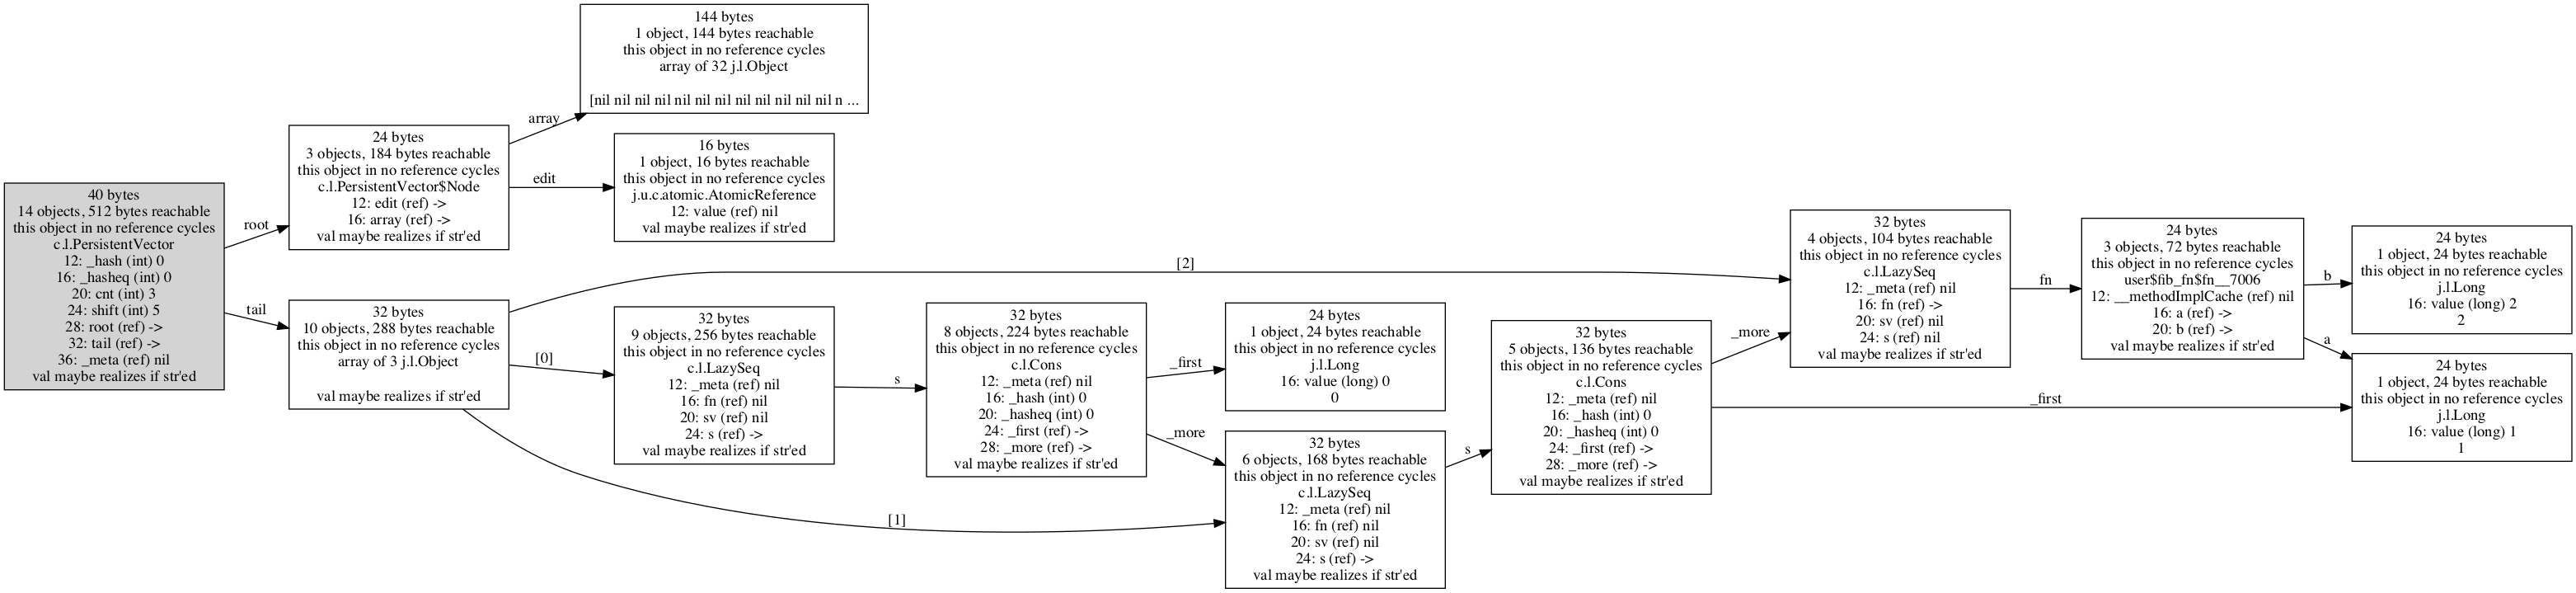 144 bytes
1 object, 144 bytes reachable
this object in no reference cycles
array of 32 j.l.Object
[nil nil nil nil nil nil nil nil nil nil nil nil n ...
array
24 bytes
3 objects, 184 bytes reachable
this object in no reference cycles
c.l.PersistentVector$Node
12: edit (ref) ->
16: array (ref) ->
val maybe realizes if str'ed
edit
16 bytes
1 object, 16 bytes reachable
this object in no reference cycles
j.u.c.atomic.AtomicReference
12: value (ref) nil
val maybe realizes if str'ed
40 bytes
14 objects, 512 bytes reachable
this object in no reference cycles
c.l.PersistentVector
12: _hash (int) 0
16: _hasheq (int) 0
20: cnt (int) 3
24: shift (int) 5
28: root (ref) ->
32: tail (ref) ->
36: _meta (ref) nil
val maybe realizes if str'ed
root
tail
32 bytes
10 objects, 288 bytes reachable
this object in no reference cycles
array of 3 j.l.Object
val maybe realizes if str'ed
[2]
[0]
[1]
32 bytes
9 objects, 256 bytes reachable
this object in no reference cycles
c.l.LazySeq
12: _meta (ref) nil
16: fn (ref) nil
20: sv (ref) nil
24: s (ref) ->
val maybe realizes if str'ed
s
32 bytes
8 objects, 224 bytes reachable
this object in no reference cycles
c.l.Cons
12: _meta (ref) nil
16: _hash (int) 0
20: _hasheq (int) 0
24: _first (ref) ->
28: _more (ref) ->
val maybe realizes if str'ed
_first
_more
24 bytes
1 object, 24 bytes reachable
this object in no reference cycles
j.l.Long
16: value (long) 0
0
32 bytes
6 objects, 168 bytes reachable
this object in no reference cycles
c.l.LazySeq
12: _meta (ref) nil
16: fn (ref) nil
20: sv (ref) nil
24: s (ref) ->
val maybe realizes if str'ed
s
32 bytes
5 objects, 136 bytes reachable
this object in no reference cycles
c.l.Cons
12: _meta (ref) nil
16: _hash (int) 0
20: _hasheq (int) 0
24: _first (ref) ->
28: _more (ref) ->
val maybe realizes if str'ed
_more
_first
32 bytes
4 objects, 104 bytes reachable
this object in no reference cycles
c.l.LazySeq
12: _meta (ref) nil
16: fn (ref) ->
20: sv (ref) nil
24: s (ref) nil
val maybe realizes if str'ed
fn
24 bytes
3 objects, 72 bytes reachable
this object in no reference cycles
user$fib_fn$fn__7006
12: __methodImplCache (ref) nil
16: a (ref) ->
20: b (ref) ->
val maybe realizes if str'ed
b
a
24 bytes
1 object, 24 bytes reachable
this object in no reference cycles
j.l.Long
16: value (long) 2
2
24 bytes
1 object, 24 bytes reachable
this object in no reference cycles
j.l.Long
16: value (long) 1
1